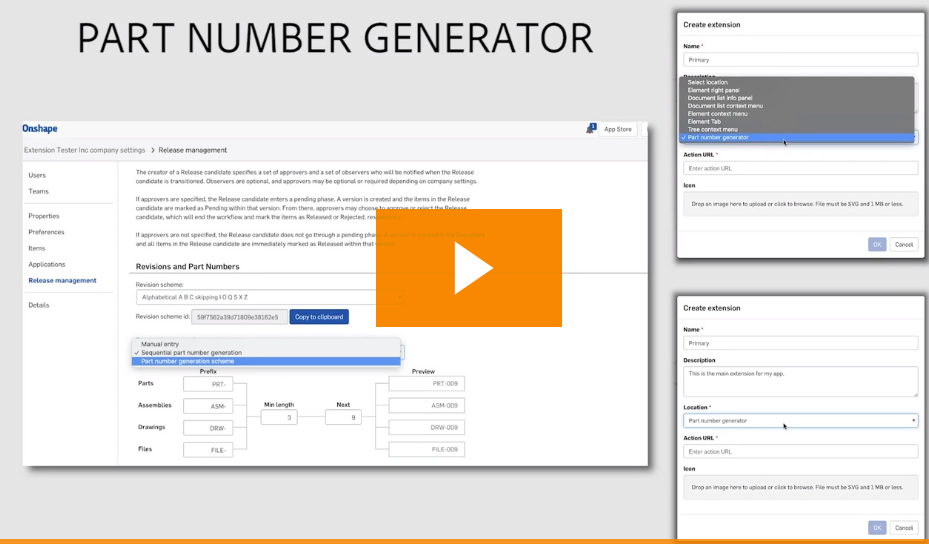 PART NUMBER GENERATOR
Onshape
1
App Store
Extension Tester Inc company settings > Release management
Users
Teams
Properties
Preferences
Items
Applications
Release management
Details
The creator of a Release candidate specifies a set of approvers and a set of observers who will be notified when the Release
candidate is transitioned. Observers are optional, and approvers may be optional or required depending on company settings.
If approvers are specified, the Release candidate enters a pending phase. A version is created and the items in the Release
candidate are marked as Pending within that version. From there, approvers may choose to approve or reject the Release
candidate, which will end the workflow and mark the items as Released or Rejected,
If approvers are not specified, the Release candidate does not go through a pending
and all items in the Release candidate are immediately marked as Released within that
Revisions and Part Numbers
Revision scheme:
Alphabetical A B C skipping I O Q S X Z
Revision scheme id:
Copy to clipboard
Manual entry
✓ Sequential part number generation
Part number generation scheme
Prefix
Preview
Parts
PRT-
PRT-009
Assemblies
ASM-
Min length
Next
ASM-009
3
9
Drawings
DRW-
DRW-009
Files
FILE-
FILE-009
Create extension
Name *
Primary
Description
Select location
Element right panel
Document list info panel
Document list context menu
Element context menu
Element Tab
Tree context menu
✓ Part number generator
Action URL *
Enter action URL
Icon
Drop an image here to upload or click to browse. File must be SVG and 1 MB or less.
OK
Cancel
Create extension
Name *
Primary
Description
This is the main extension for my app.
Location *
Part number generator
Action URL *
Enter action URL
Icon
Drop an image here to upload or click to browse. File must be SVG and 1 MB or less.
OK
Cancel